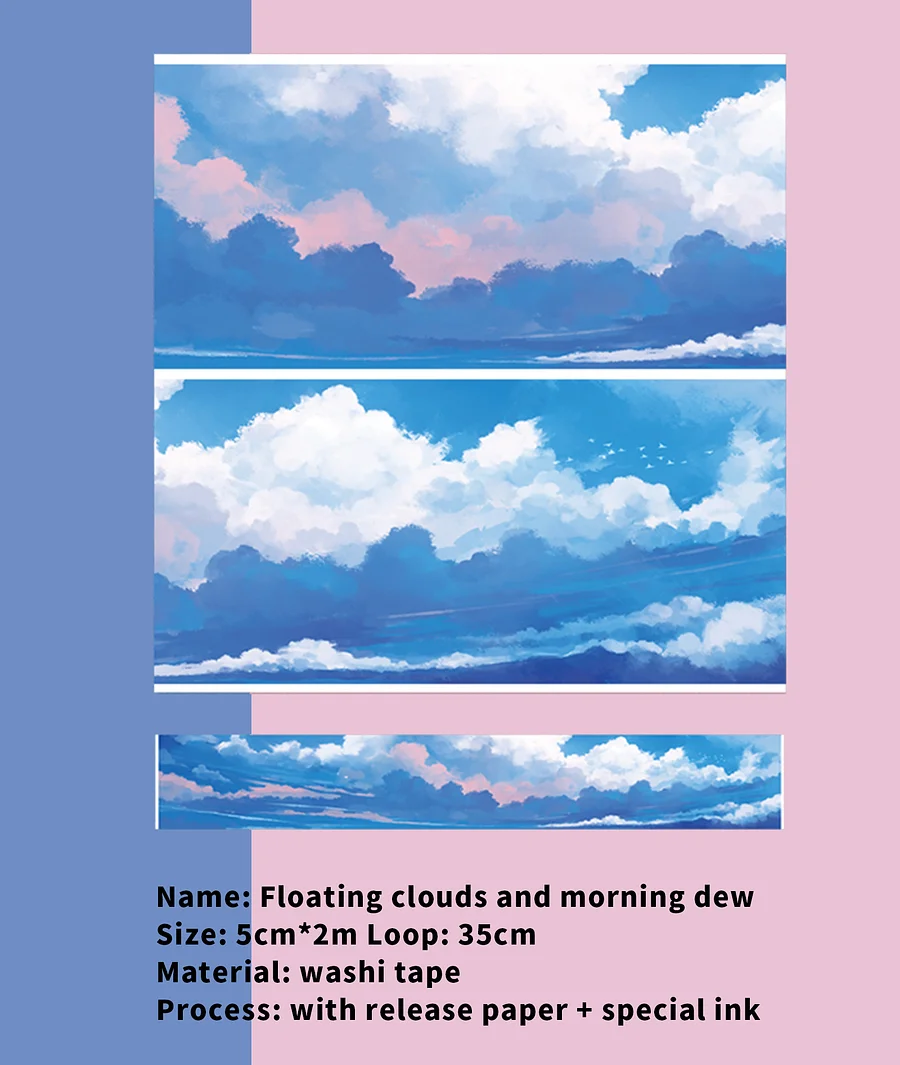 Name: Floating clouds and morning dew
Size: 5cm*2m Loop: 35cm
Material: washi tape
Process: with release paper + special ink